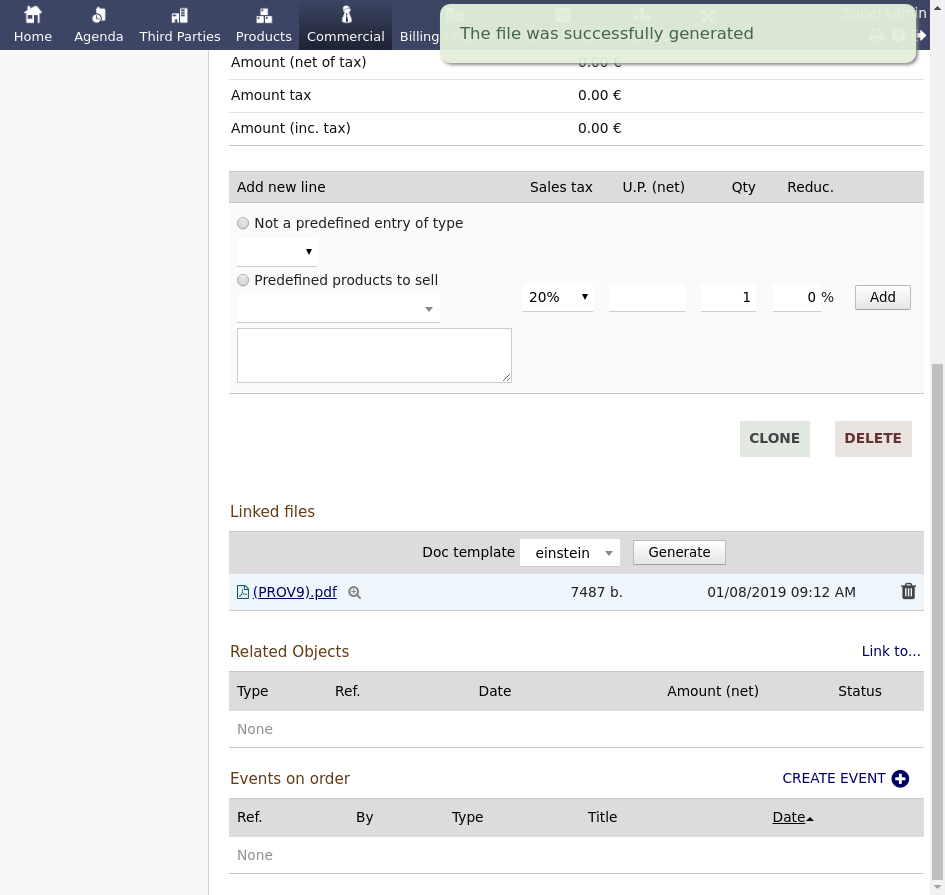 Home Agenda Third Parties Products Commercial Billing
SuperAdmin
The file was successfully generated
Amount (net of tax) 0.00 €
Amount tax 0.00 €
Amount (inc. tax) 0.00 €
Add new line Sales tax U.P. (net) Qty Reduc.
Not a predefined entry of type
Predefined products to sell
20% 1 0 % Add
CLONE DELETE
Linked files
Doc template einstein Generate
(PROV9).pdf 7487 b. 01/08/2019 09:12 AM
Related Objects Link to...
Type Ref. Date Amount (net) Status
None
Events on order CREATE EVENT
Ref. By Type Title Date
None